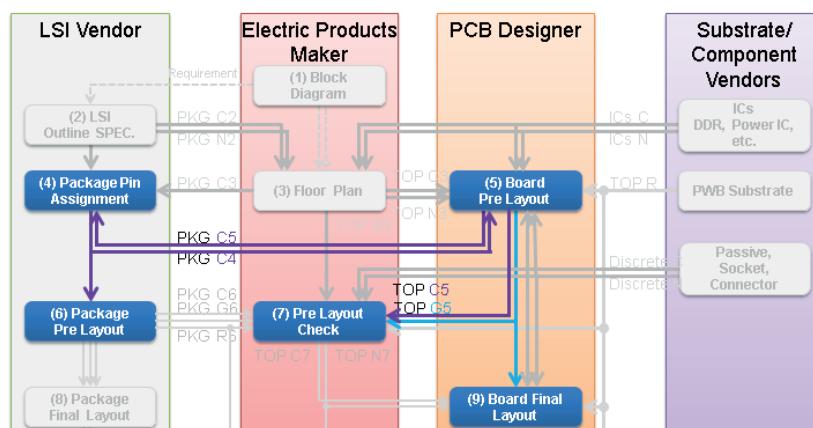 LSI Vendor
Electric Products
Maker
PCB Designer
Substrate/
Component
Vendors
Requirement
(1) Block
Diagram
(2) LSI
Outline SPEC.
PKG C2
PKG N2
ICs C
ICs N
ICs
DDR, Power IC,
etc.
(4) Package Pin
Assignment
PKG C3
(3) Floor Plan
TOP G3
TOP N3
(5) Board
Pre Layout
TOP R
PWB Substrate
PKG C5
PKG C4
Discrete C
Discrete
Passive,
Socket,
Connector
PKG C6
PKG G6
PKG R6
(6) Package
Pre Layout
(7) Pre Layout
Check
TOP C5
TOP G5
TOP C7
TOP N7
(8) Package
Final Layout
(9) Board Final
Layout